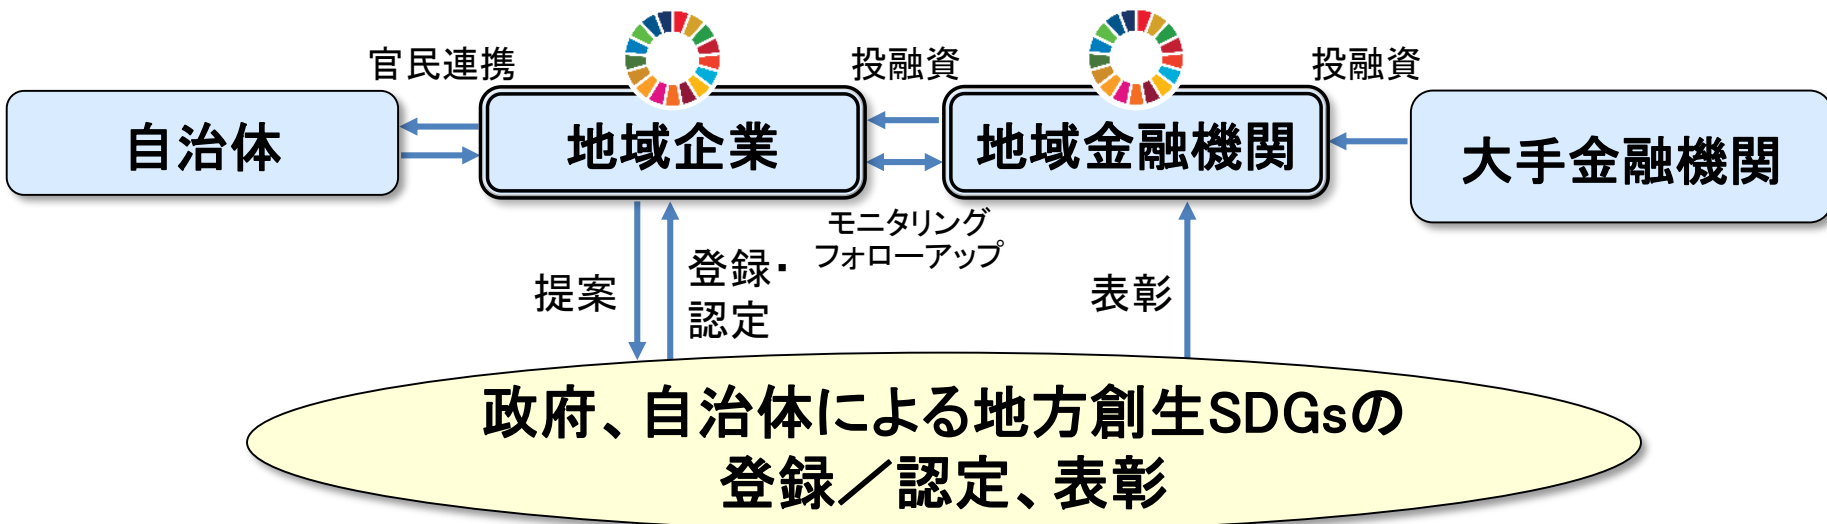 官民連携
投融資
投融資
自治体
地域企業
地域金融機関
大手金融機関
モニタリング
フォローアップ
提案
登録・
認定
表彰
政府、自治体による地方創生SDGsの
登録／認定、表彰